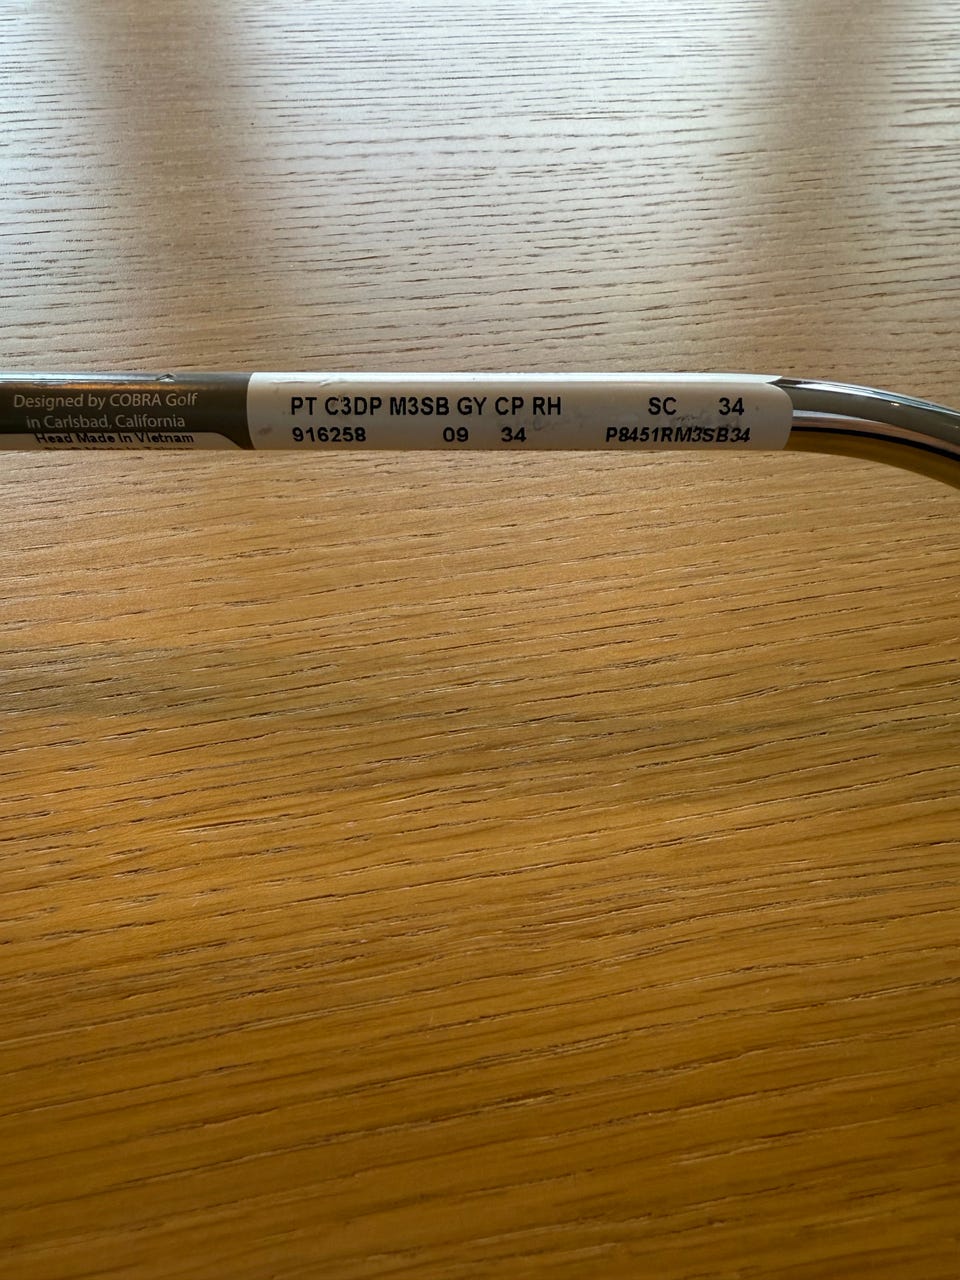 Designed by COBRA Golf
in Carlsbad, California
Head Made In Vietnam
PT C3DP M3SB GY CP RH SC 34
916258 09 34 P8451RM3SB34